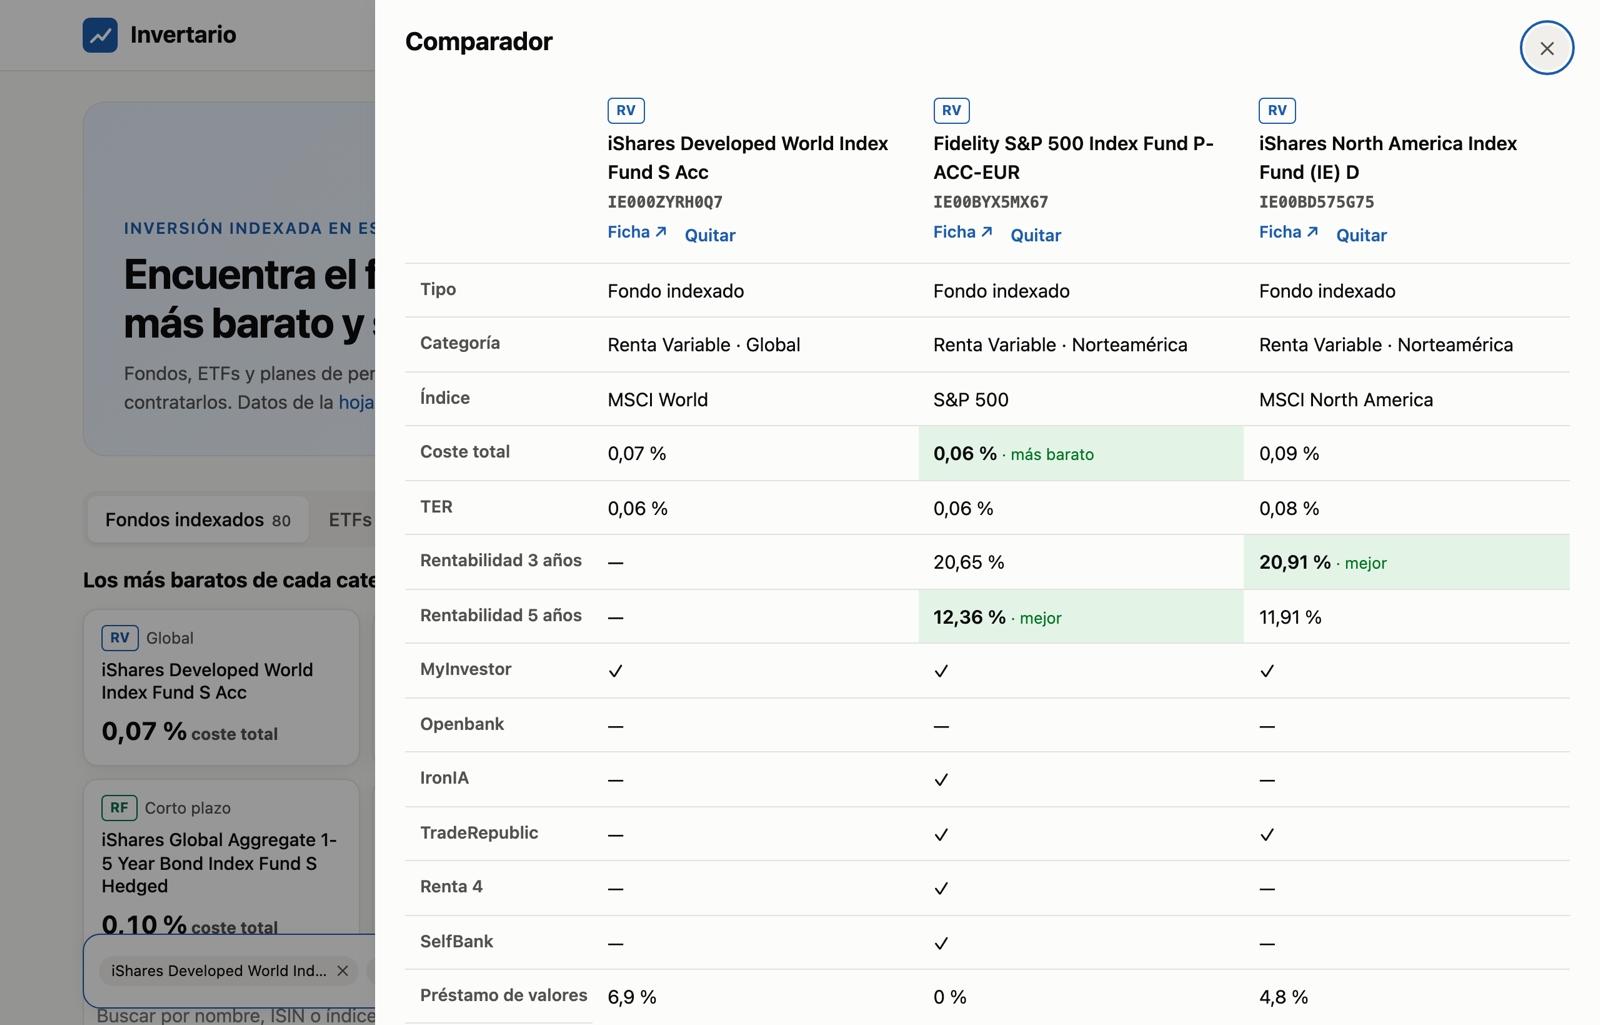 Invertario
INVERSIÓN INDEXADA EN ES
Encuentra el f
más barato y s
Fondos, ETFs y planes de per
contratarlos. Datos de la hoja
Fondos indexados 80
ETFs
Los más baratos de cada cate
RV Global
iShares Developed World
Index Fund S Acc
0,07 % coste total
RF Corto plazo
iShares Global Aggregate 1-
5 Year Bond Index Fund S
Hedged
0,10 % coste total
iShares Developed World Ind...
Buscar por nombre, ISIN o índice
Comparador
RV
iShares Developed World Index
Fund S Acc
IE000ZYRH0Q7
Ficha ↗ Quitar
RV
Fidelity S&P 500 Index Fund P-
ACC-EUR
IE00BYX5MX67
Ficha ↗ Quitar
RV
iShares North America Index
Fund (IE) D
IE00BD575G75
Ficha ↗ Quitar
Tipo Fondo indexado Fondo indexado Fondo indexado
Categoría Renta Variable · Global Renta Variable · Norteamérica Renta Variable · Norteamérica
Índice MSCI World S&P 500 MSCI North America
Coste total 0,07 % 0,06 % · más barato 0,09 %
TER 0,06 % 0,06 % 0,08 %
Rentabilidad 3 años — 20,65 % 20,91 % · mejor
Rentabilidad 5 años — 12,36 % · mejor 11,91 %
MyInvestor ✓ ✓ ✓
Openbank — — —
IronIA — ✓ —
TradeRepublic — ✓ ✓
Renta 4 — ✓ —
SelfBank — ✓ —
Préstamo de valores 6,9 % 0 % 4,8 %